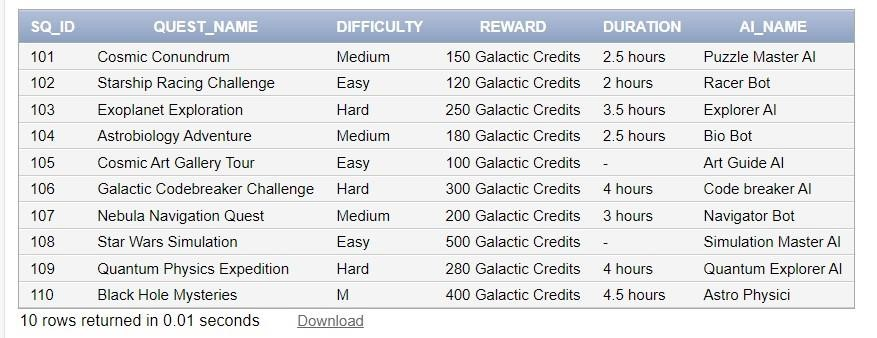 SQ_ID QUEST_NAME DIFFICULTY REWARD DURATION AI_NAME
101 Cosmic Conundrum Medium 150 Galactic Credits 2.5 hours Puzzle Master AI
102 Starship Racing Challenge Easy 120 Galactic Credits 2 hours Racer Bot
103 Exoplanet Exploration Hard 250 Galactic Credits 3.5 hours Explorer AI
104 Astrobiology Adventure Medium 180 Galactic Credits 2.5 hours Bio Bot
105 Cosmic Art Gallery Tour Easy 100 Galactic Credits - Art Guide AI
106 Galactic Codebreaker Challenge Hard 300 Galactic Credits 4 hours Code breaker AI
107 Nebula Navigation Quest Medium 200 Galactic Credits 3 hours Navigator Bot
108 Star Wars Simulation Easy 500 Galactic Credits - Simulation Master AI
109 Quantum Physics Expedition Hard 280 Galactic Credits 4 hours Quantum Explorer AI
110 Black Hole Mysteries M 400 Galactic Credits 4.5 hours Astro Physici
10 rows returned in 0.01 seconds Download